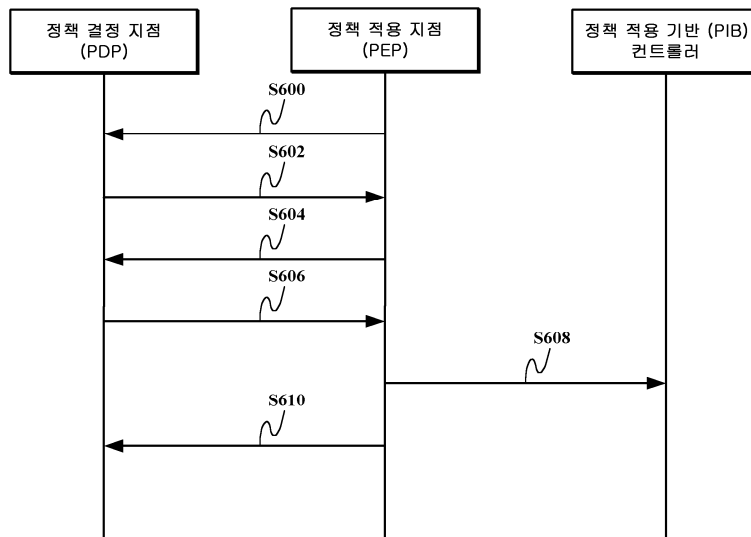 정책 결정 지점
(PDP)
정책 적용 지점
(PEP)
정책 적용 기반 (PIB)
컨트롤러
S600
S602
S604
S606
S608
S610